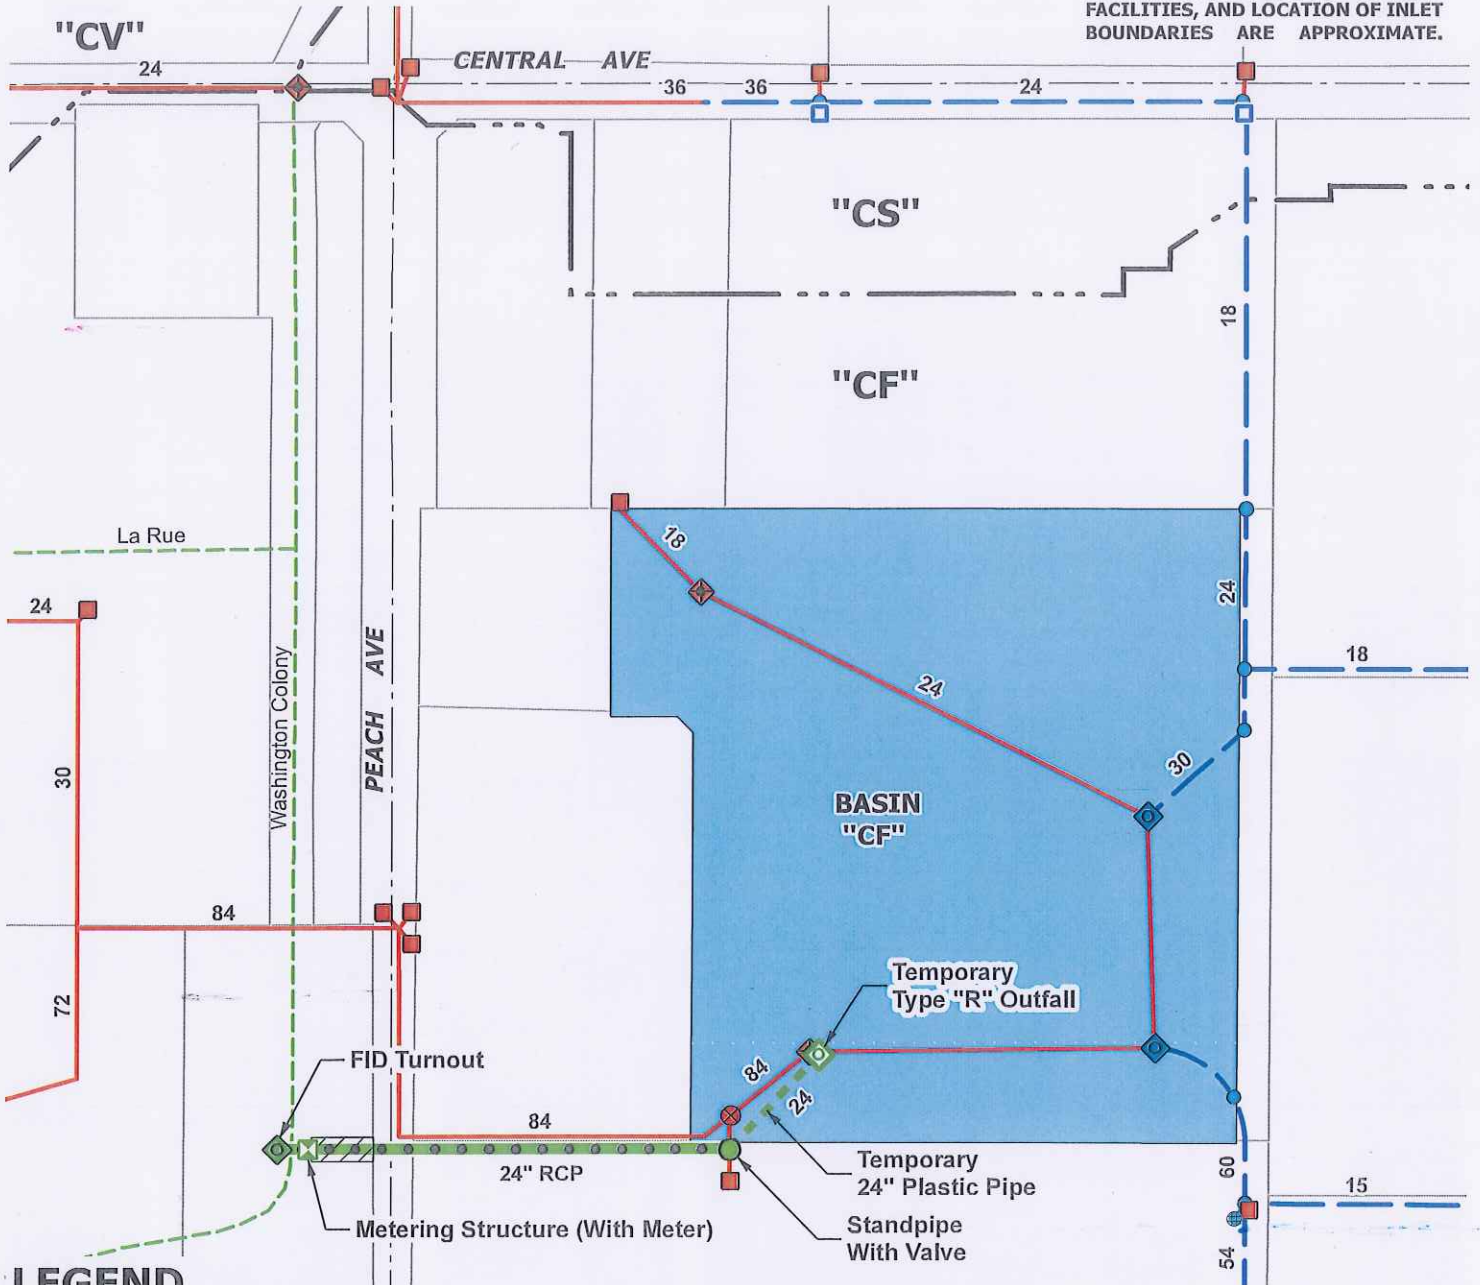 FACILITIES, AND LOCATION OF INLET
BOUNDARIES ARE APPROXIMATE.
"CV"
CENTRAL AVE
24
36
36
24
"CS"
18
"CF"
La Rue
18
24
24
24
18
Washington Colony
PEACH AVE
30
30
BASIN
"CF"
84
72
Temporary
Type "R" Outfall
FID Turnout
84
24
84
24" RCP
Temporary
24" Plastic Pipe
60
15
Metering Structure (With Meter)
Standpipe
With Valve
54
LEGEND